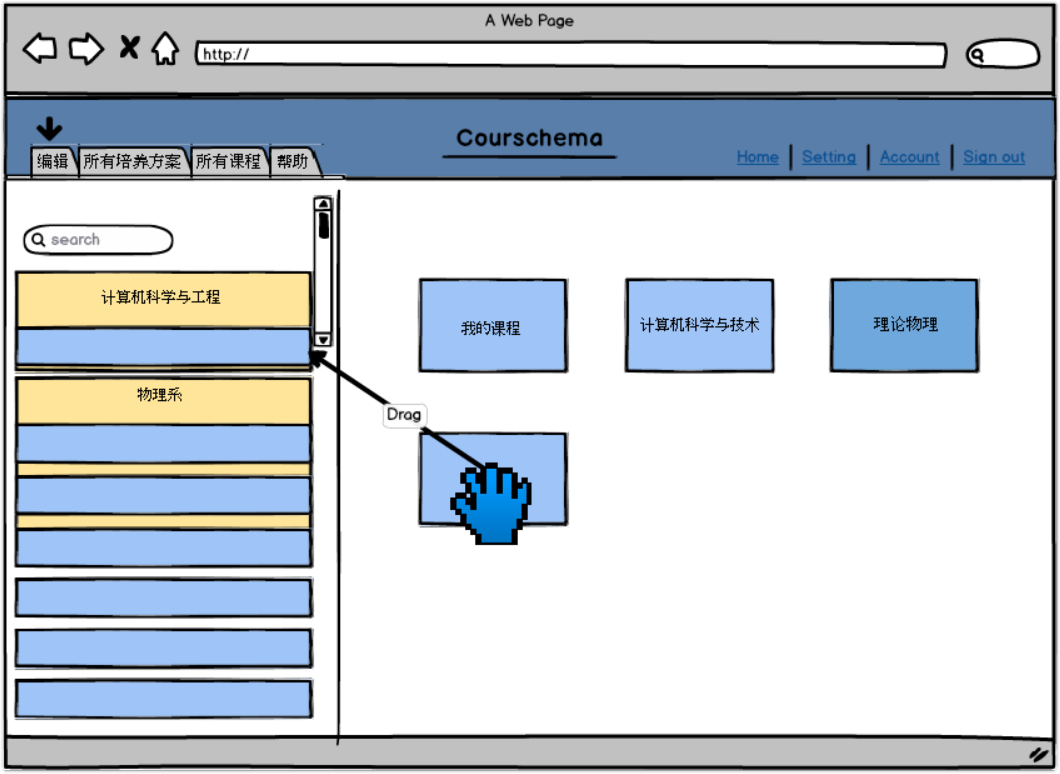 A Web Page
http://
Courschema
编辑 所有培养方案 所有课程 帮助
Home Setting Account Sign out
search
计算机科学与工程
物理系
我的课程 计算机科学与技术 理论物理
Drag